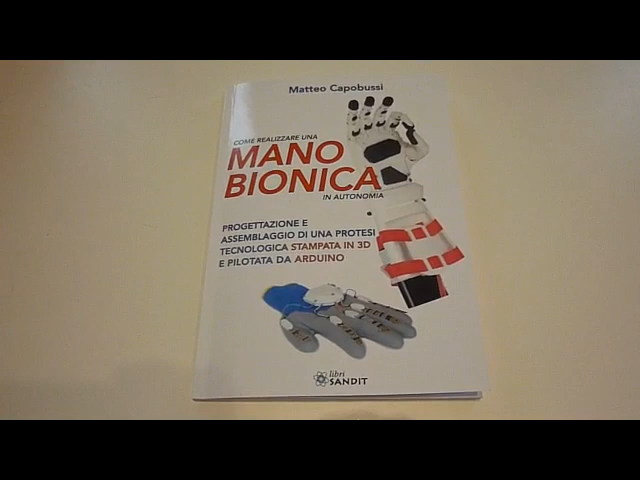 Matteo Capobussi
COME REALIZZARE UNA
MANO
BIONICA
IN AUTONOMIA
PROGETTAZIONE E
ASSEMBLAGGIO DI UNA PROTESI
TECNOLOGICA STAMPATA IN 3D
E PILOTATA DA ARDUINO
libri
SANDIT